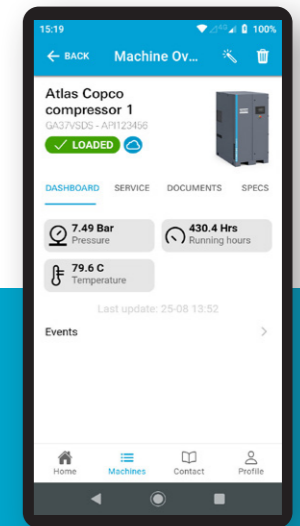 15:19
4G
100%
BACK
Machine Ov...
Atlas Copco
compressor 1
GA37VSDS - API123456
LOADED
DASHBOARD SERVICE DOCUMENTS SPECS
7.49 Bar
Pressure
430.4 Hrs
Running hours
79.6 C
Temperature
Last update: 25-08 13:52
Events
Home Machines Contact Profile